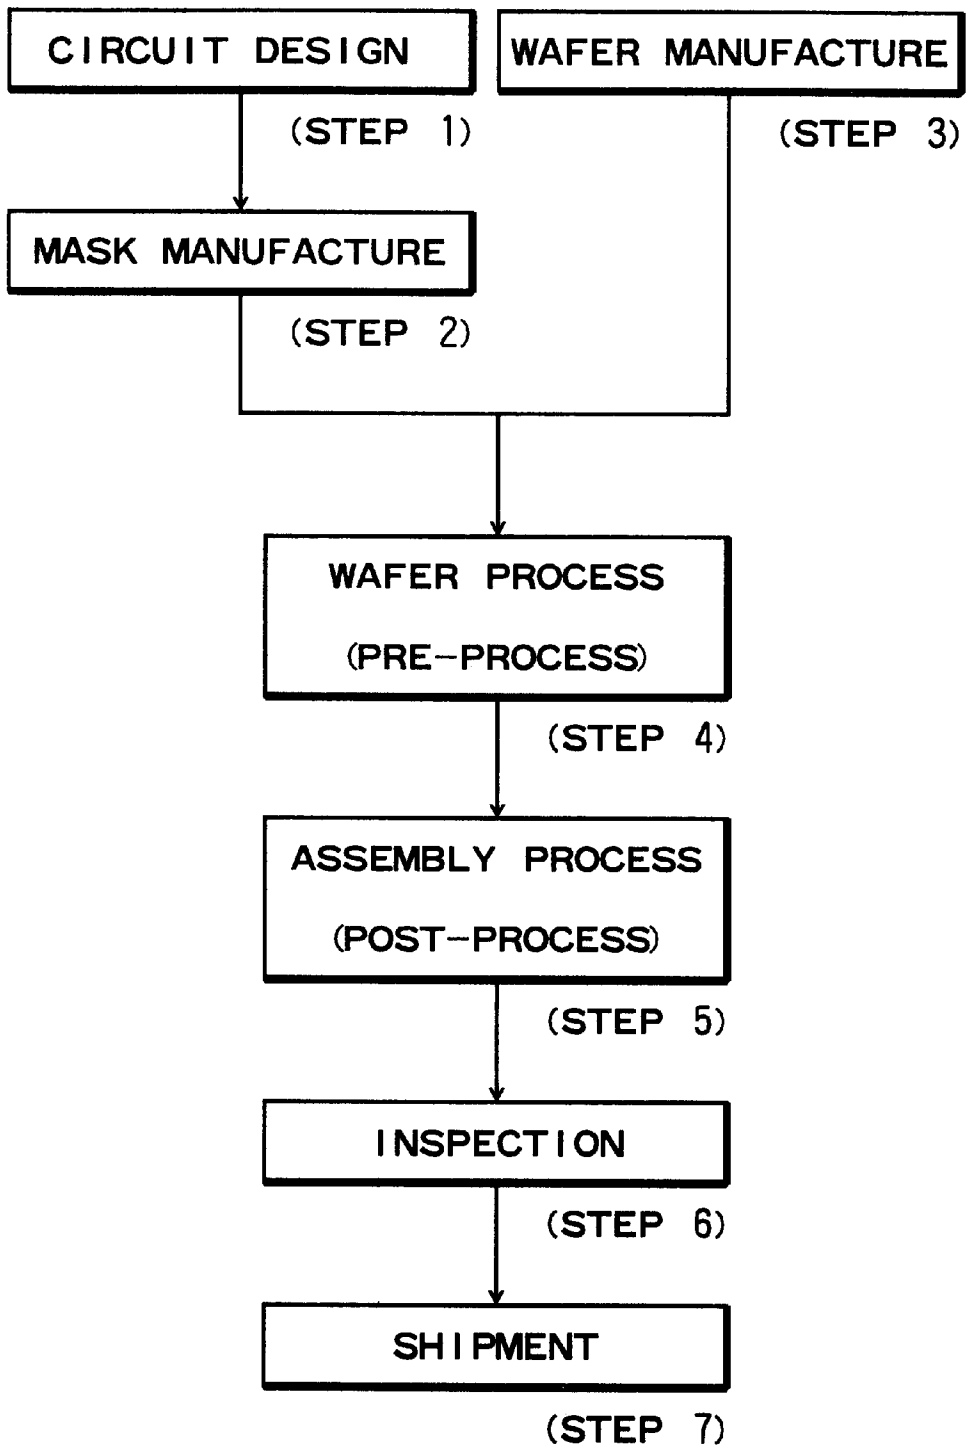 CIRCUIT DESIGN
(STEP 1)
MASK MANUFACTURE
(STEP 2)
WAFER MANUFACTURE
(STEP 3)
WAFER PROCESS
(PRE-PROCESS)
(STEP 4)
ASSEMBLY PROCESS
(POST-PROCESS)
(STEP 5)
INSPECTION
(STEP 6)
SHIPMENT
(STEP 7)